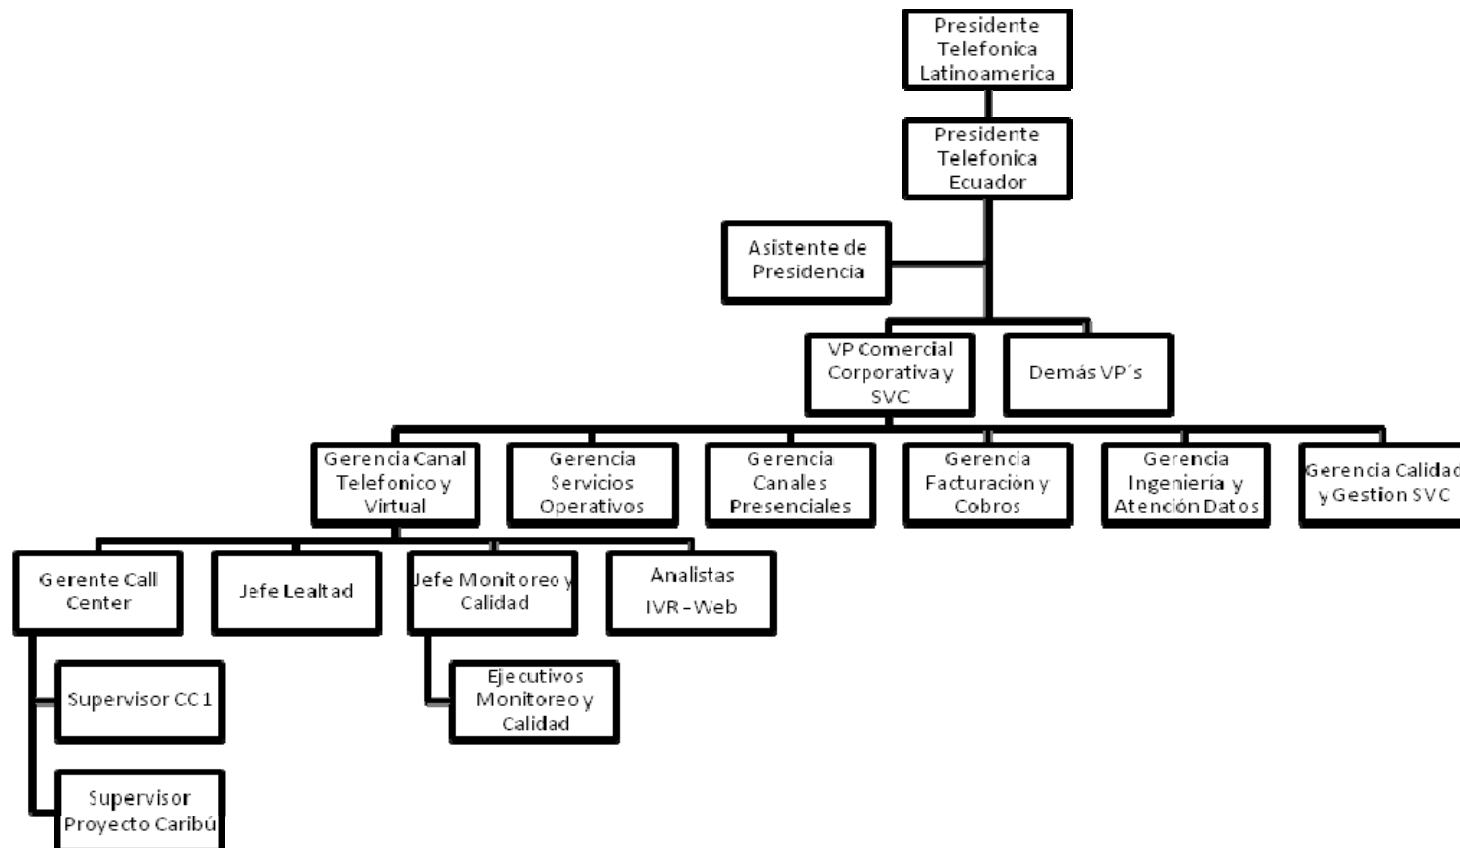 Presidente
Telefonica
Latinoamerica
Presidente
Telefonica
Ecuador
Asistente de
Presidencia
VP Comercial
Corporativa y
SVC
Demás VP´s
Gerencia Canal
Telefonico y
Virtual
Gerencia
Servicios
Operativos
Gerencia
Canales
Presenciales
Gerencia
Facturación y
Cobros
Gerencia
Ingeniería y
Atención Datos
Gerencia Calidad
y Gestion SVC
Gerente Call
Center
Jefe Lealtad
Jefe Monitoreo y
Calidad
Analistas
IVR - Web
Supervisor CC1
Ejecutivos
Monitoreo y
Calidad
Supervisor
Proyecto Caribú